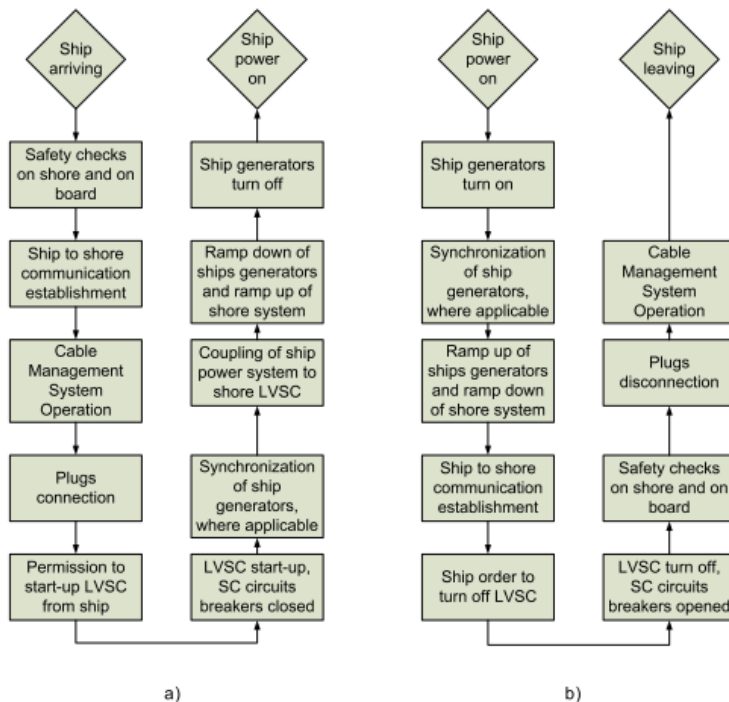 Ship
arriving
Safety checks
on shore and on
board
Ship to shore
communication
establishment
Cable
Management
System
Operation
Plugs
connection
Permission to
start-up LVSC
from ship
Ship
power
on
Ship generators
turn off
Ramp down of
ships generators
and ramp up of
shore system
Coupling of ship
power system to
shore LVSC
Synchronization
of ship
generators,
where applicable
LVSC start-up,
SC circuits
breakers closed
a)
Ship
power
on
Ship generators
turn on
Synchronization
of ship
generators,
where applicable
Ramp up of
ships generators
and ramp down
of shore system
Ship to shore
communication
establishment
Ship order to
turn off LVSC
Ship
leaving
Cable
Management
System
Operation
Plugs
disconnection
Safety checks
on shore and on
board
LVSC turn off,
SC circuits
breakers opened
b)